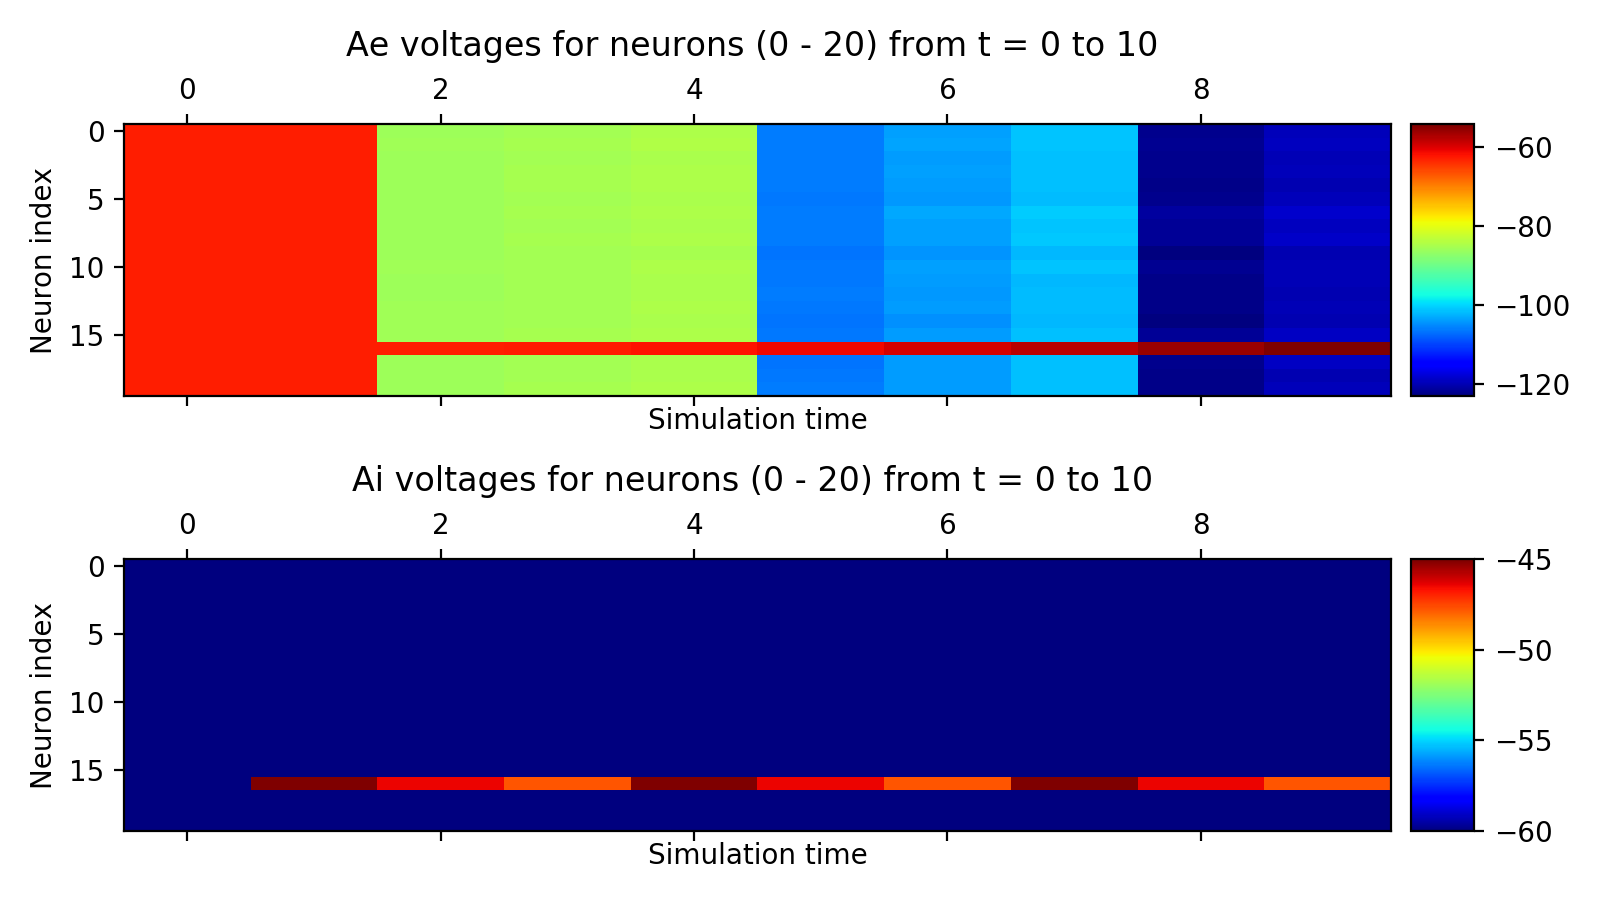 Ae voltages for neurons (0 - 20) from t = 0 to 10
0 2 4 6 8
Neuron index
0
5
10
15
−60
−80
−100
−120
Simulation time
Ai voltages for neurons (0 - 20) from t = 0 to 10
0 2 4 6 8
Neuron index
0
5
10
15
−45
−50
−55
−60
Simulation time